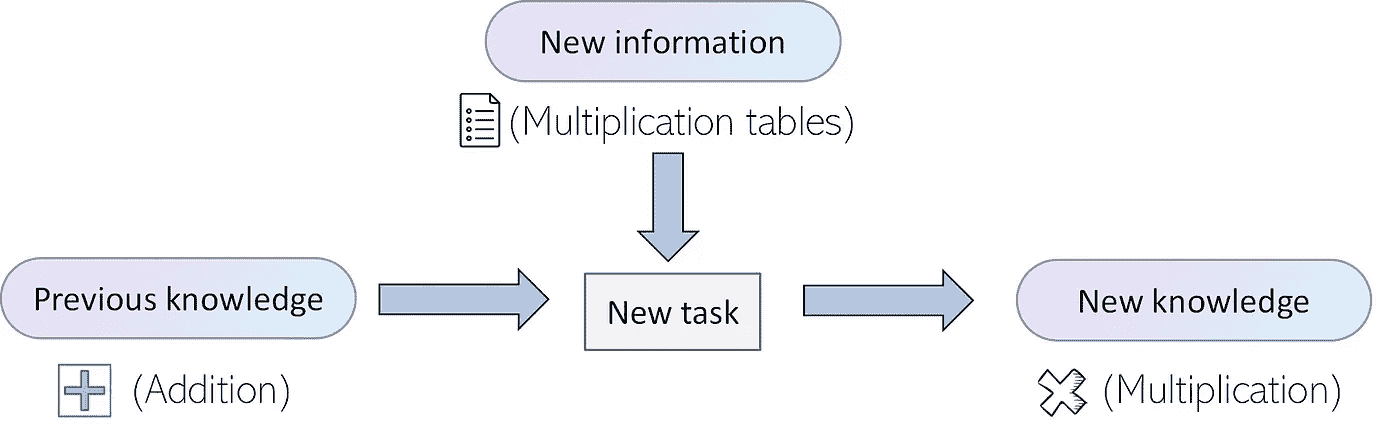 New information
(Multiplication tables)
Previous knowledge
New task
New knowledge
(Addition)
(Multiplication)